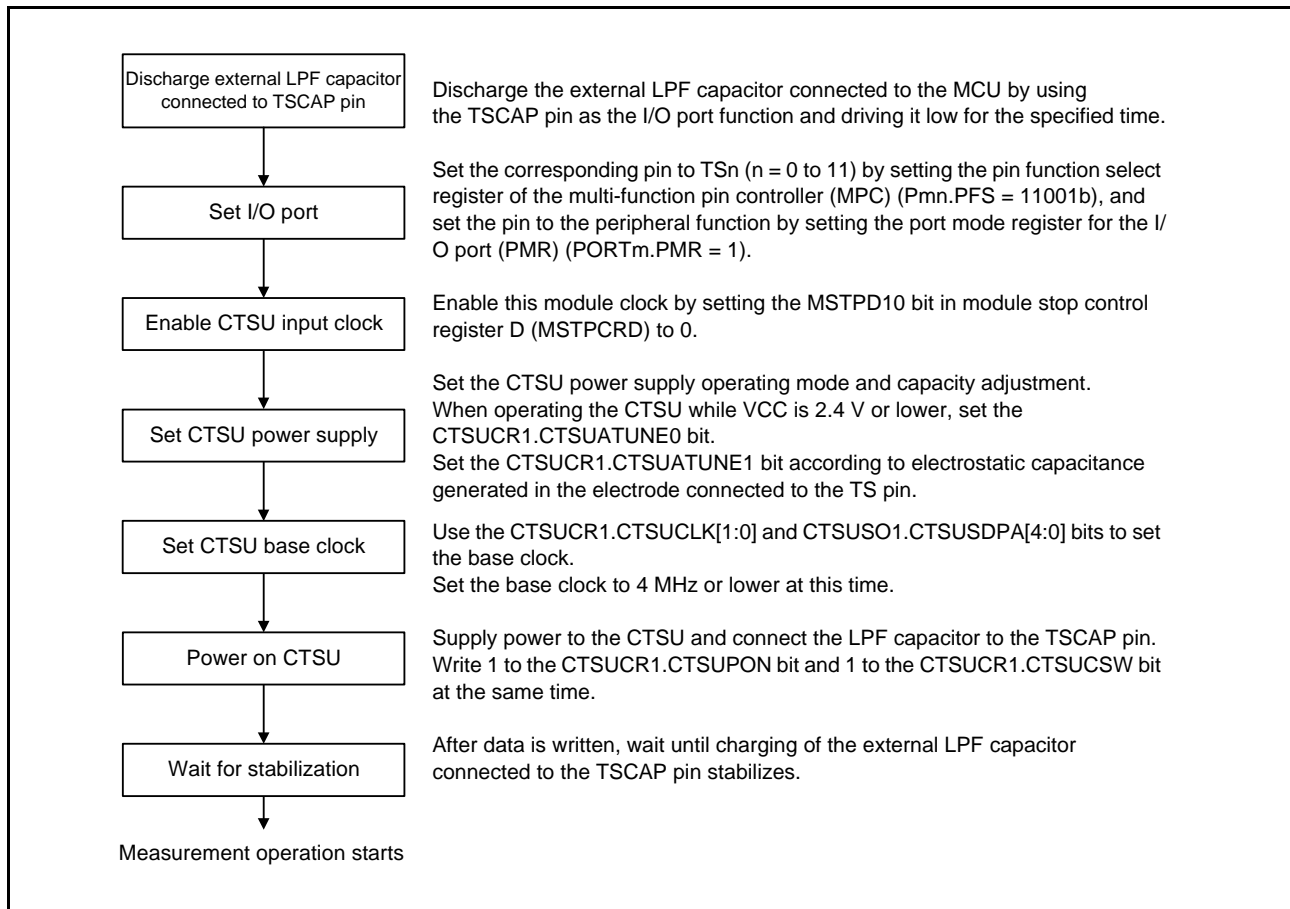 Discharge external LPF capacitor
connected to TSCAP pin
Discharge the external LPF capacitor connected to the MCU by using
the TSCAP pin as the I/O port function and driving it low for the specified time.
Set I/O port
Set the corresponding pin to TSn (n = 0 to 11) by setting the pin function select
register of the multi-function pin controller (MPC) (Pmn.PFS = 11001b), and
set the pin to the peripheral function by setting the port mode register for the I/
O port (PMR) (PORTm.PMR = 1).
Enable CTSU input clock
Enable this module clock by setting the MSTPD10 bit in module stop control
register D (MSTPCRD) to 0.
Set CTSU power supply
Set the CTSU power supply operating mode and capacity adjustment.
When operating the CTSU while VCC is 2.4 V or lower, set the
CTSUCR1.CTSUATUNE0 bit.
Set the CTSUCR1.CTSUATUNE1 bit according to electrostatic capacitance
generated in the electrode connected to the TS pin.
Set CTSU base clock
Use the CTSUCR1.CTSUCLK[1:0] and CTSUSO1.CTSUSDPA[4:0] bits to set
the base clock.
Set the base clock to 4 MHz or lower at this time.
Power on CTSU
Supply power to the CTSU and connect the LPF capacitor to the TSCAP pin.
Write 1 to the CTSUCR1.CTSUPON bit and 1 to the CTSUCR1.CTSUCSW bit
at the same time.
Wait for stabilization
After data is written, wait until charging of the external LPF capacitor
connected to the TSCAP pin stabilizes.
Measurement operation starts